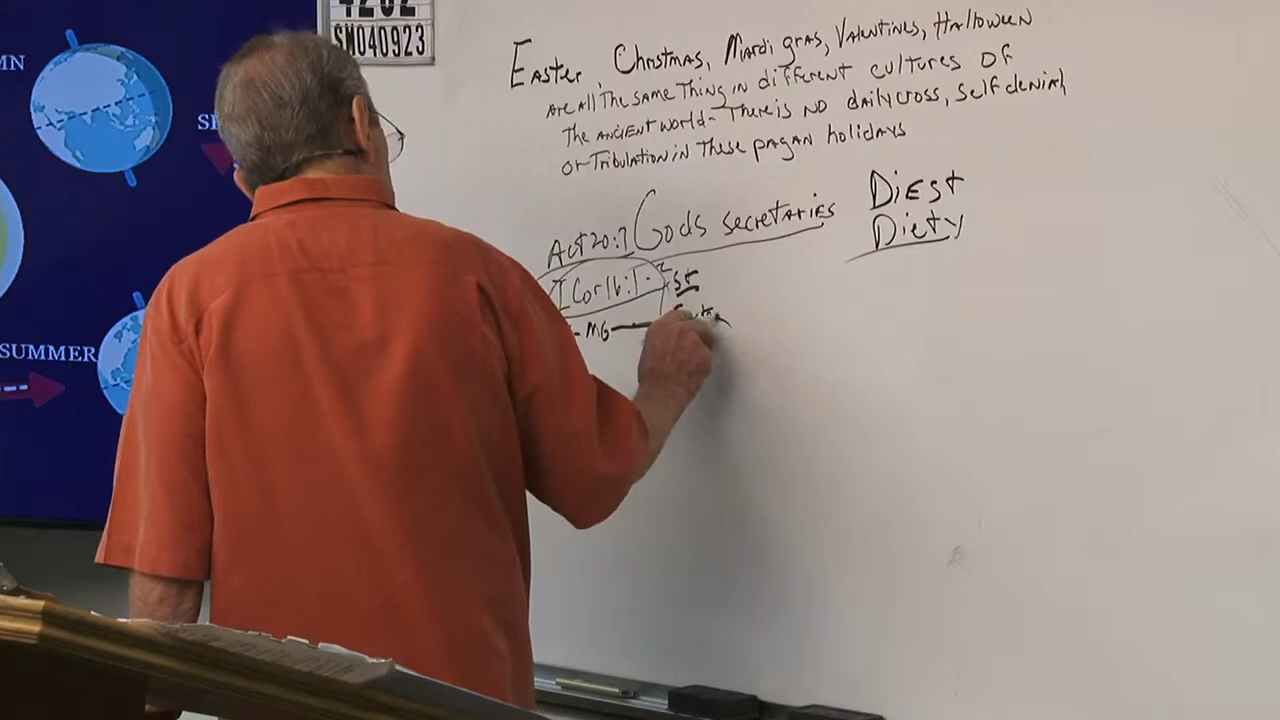 MN
SUMMER
4202
SM040923
Easter, Christmas, Mardi gras, Valentines, Halloween
are all the same thing in different cultures of
the ancient world - There is no daily cross, self denial
or Tribulation in these pagan holidays
Act 20:7 Gods secretaries
Diest
Diety
I Cor 16:1-2
- MG